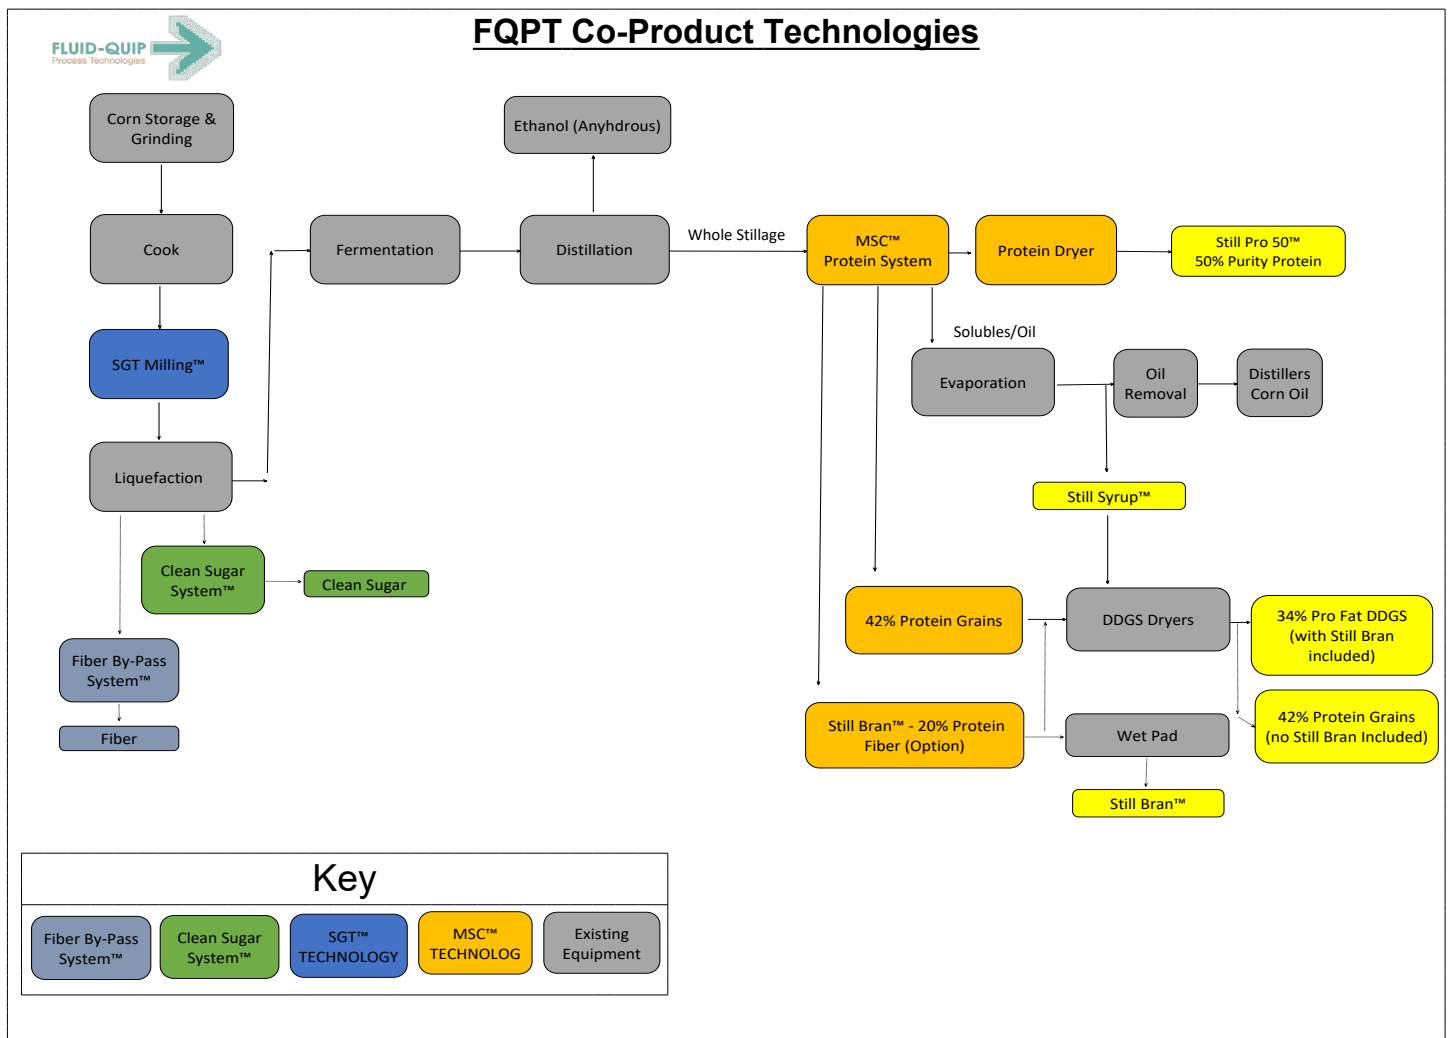 FQPT Co-Product Technologies
FLUID-QUIP
Process Technologies
Corn Storage &
Grinding
Ethanol (Anyhdrous)
Cook
Fermentation
Distillation
Whole Stillage
MSC™
Protein System
Protein Dryer
Still Pro 50™
50% Purity Protein
Solubles/Oil
SGT Milling™
Evaporation
Oil
Removal
Distillers
Corn Oil
Liquefaction
Still Syrup™
Clean Sugar
System™
Clean Sugar
42% Protein Grains
DDGS Dryers
34% Pro Fat DDGS
(with Still Bran
included)
Fiber By-Pass
System™
Fiber
Still Bran™ - 20% Protein
Fiber (Option)
Wet Pad
42% Protein Grains
(no Still Bran Included)
Still Bran™
Key
Fiber By-Pass
System™
Clean Sugar
System™
SGT™
TECHNOLOGY
MSC™
TECHNOLOG
Existing
Equipment